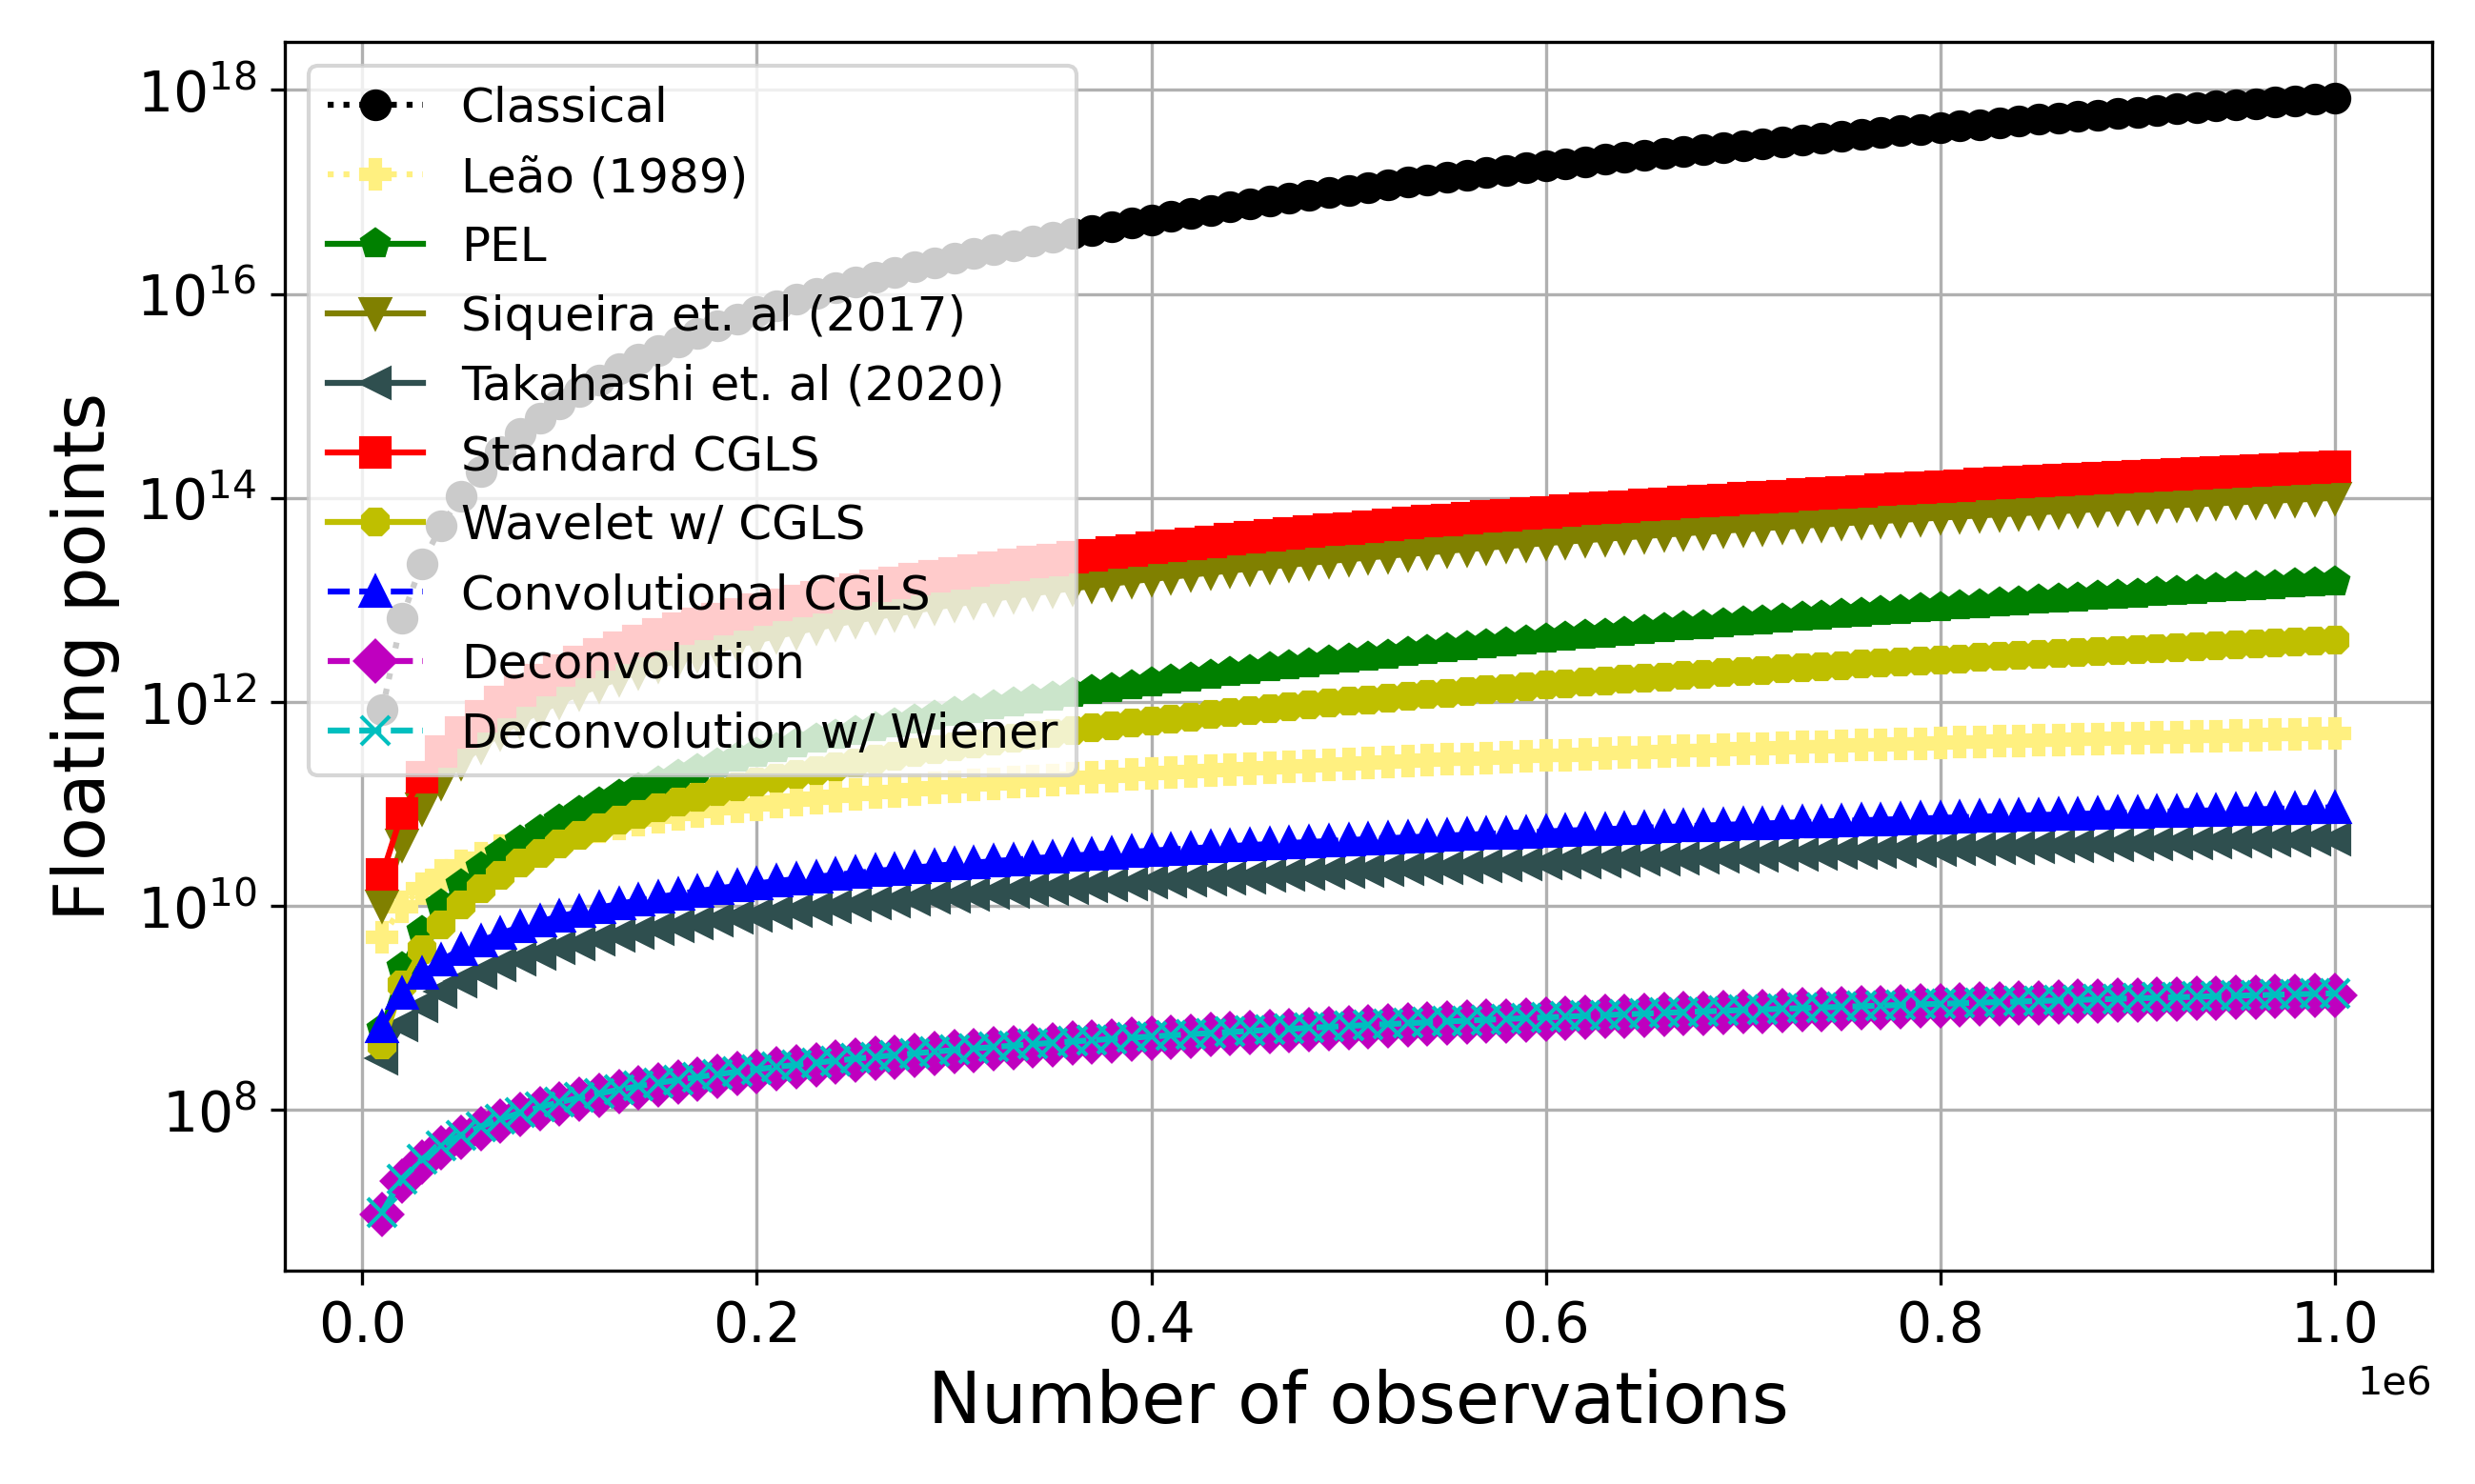 Floating points
10^18
10^16
10^14
10^12
10^10
10^8
Classical
Leão (1989)
PEL
Siqueira et. al (2017)
Takahashi et. al (2020)
Standard CGLS
Wavelet w/ CGLS
Convolutional CGLS
Deconvolution
Deconvolution w/ Wiener
0.0 0.2 0.4 0.6 0.8 1.0
1e6
Number of observations